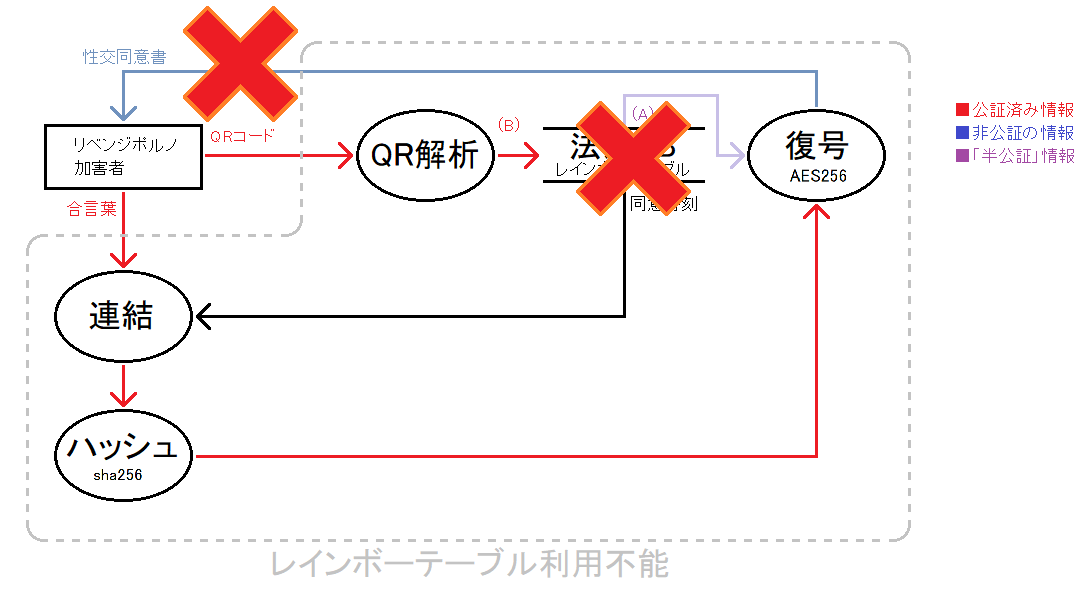 性交同意書
リベンジポルノ
加害者
QRコード
QR解析
(B)
(A)
法
レイン
ブル
同意
刻
復号
AES256
■公証済み情報
■非公証の情報
■「半公証」情報
合言葉
連結
ハッシュ
sha256
レインボーテーブル利用不能